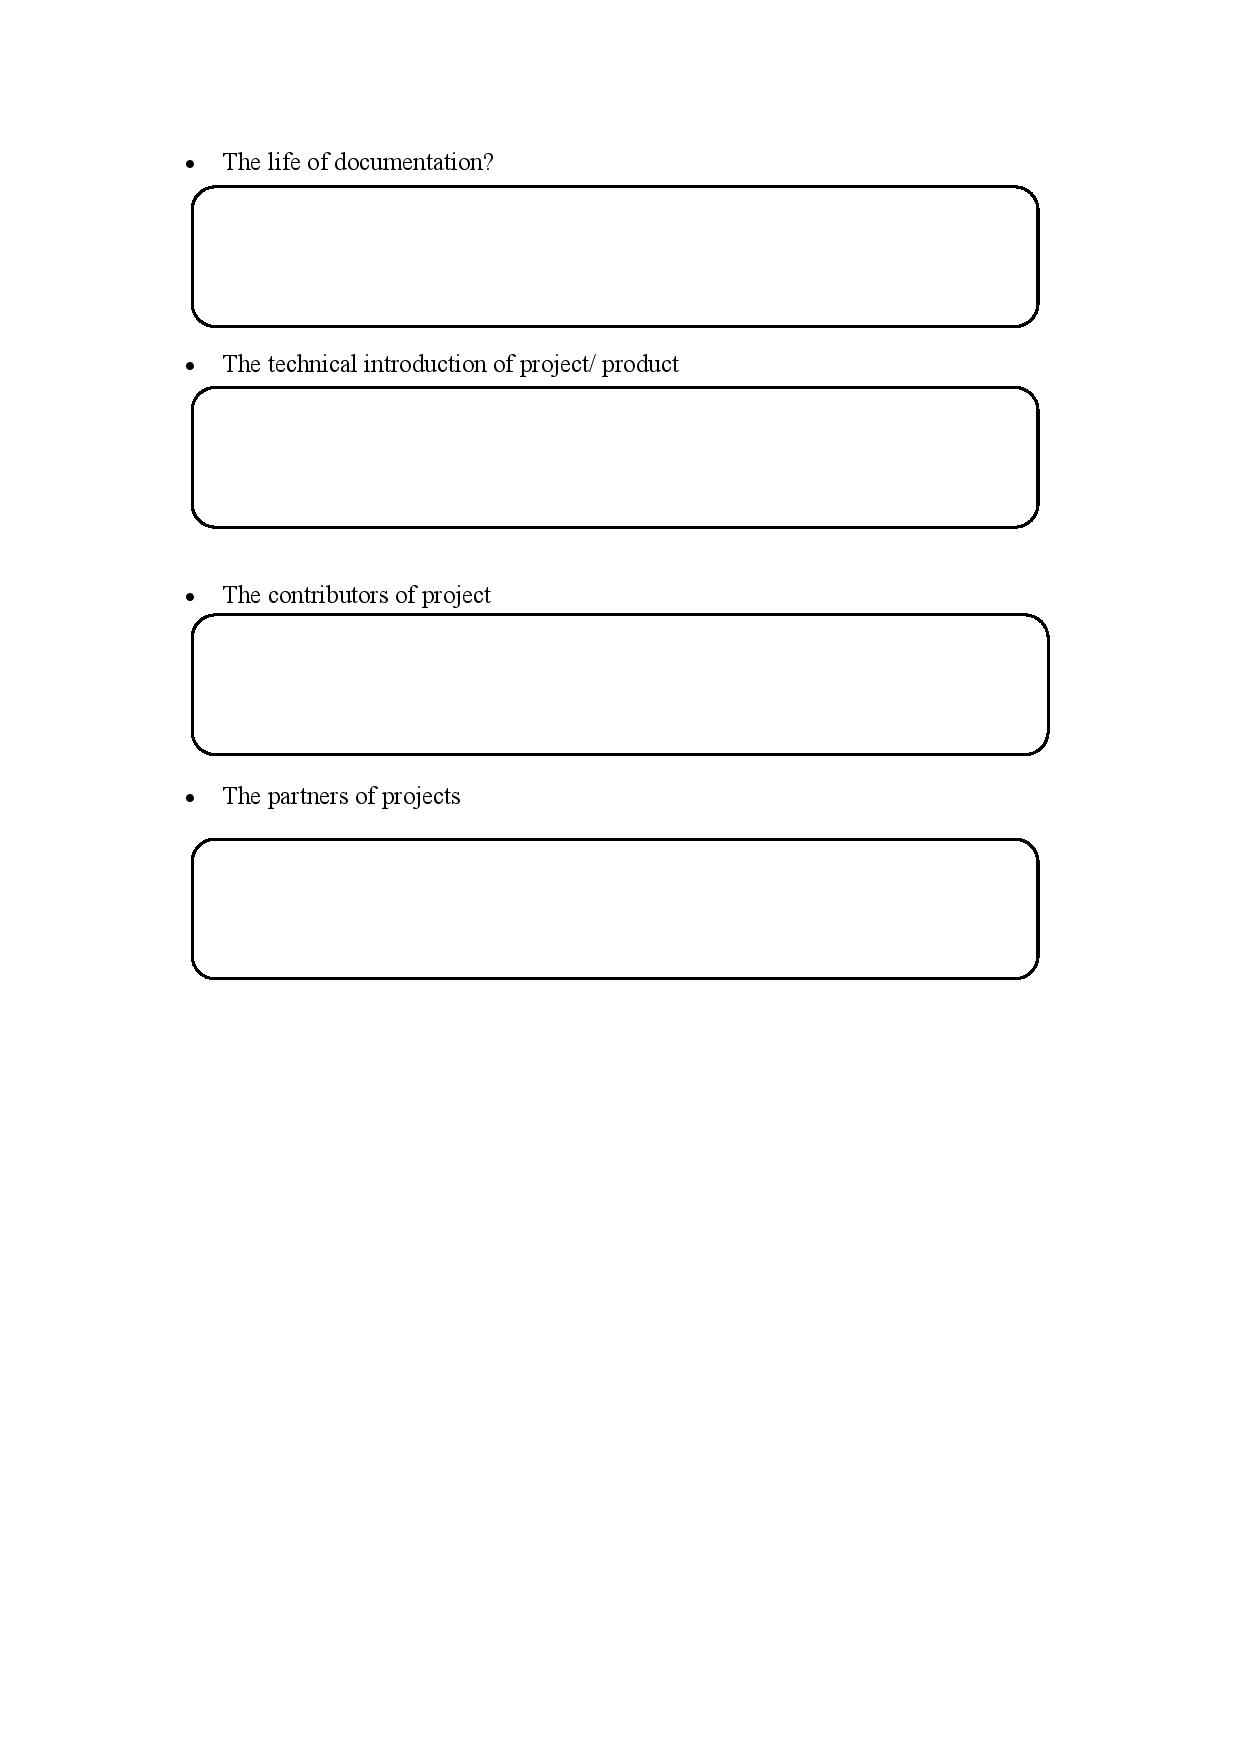 • The life of documentation?
• The technical introduction of project/ product
• The contributors of project
• The partners of projects